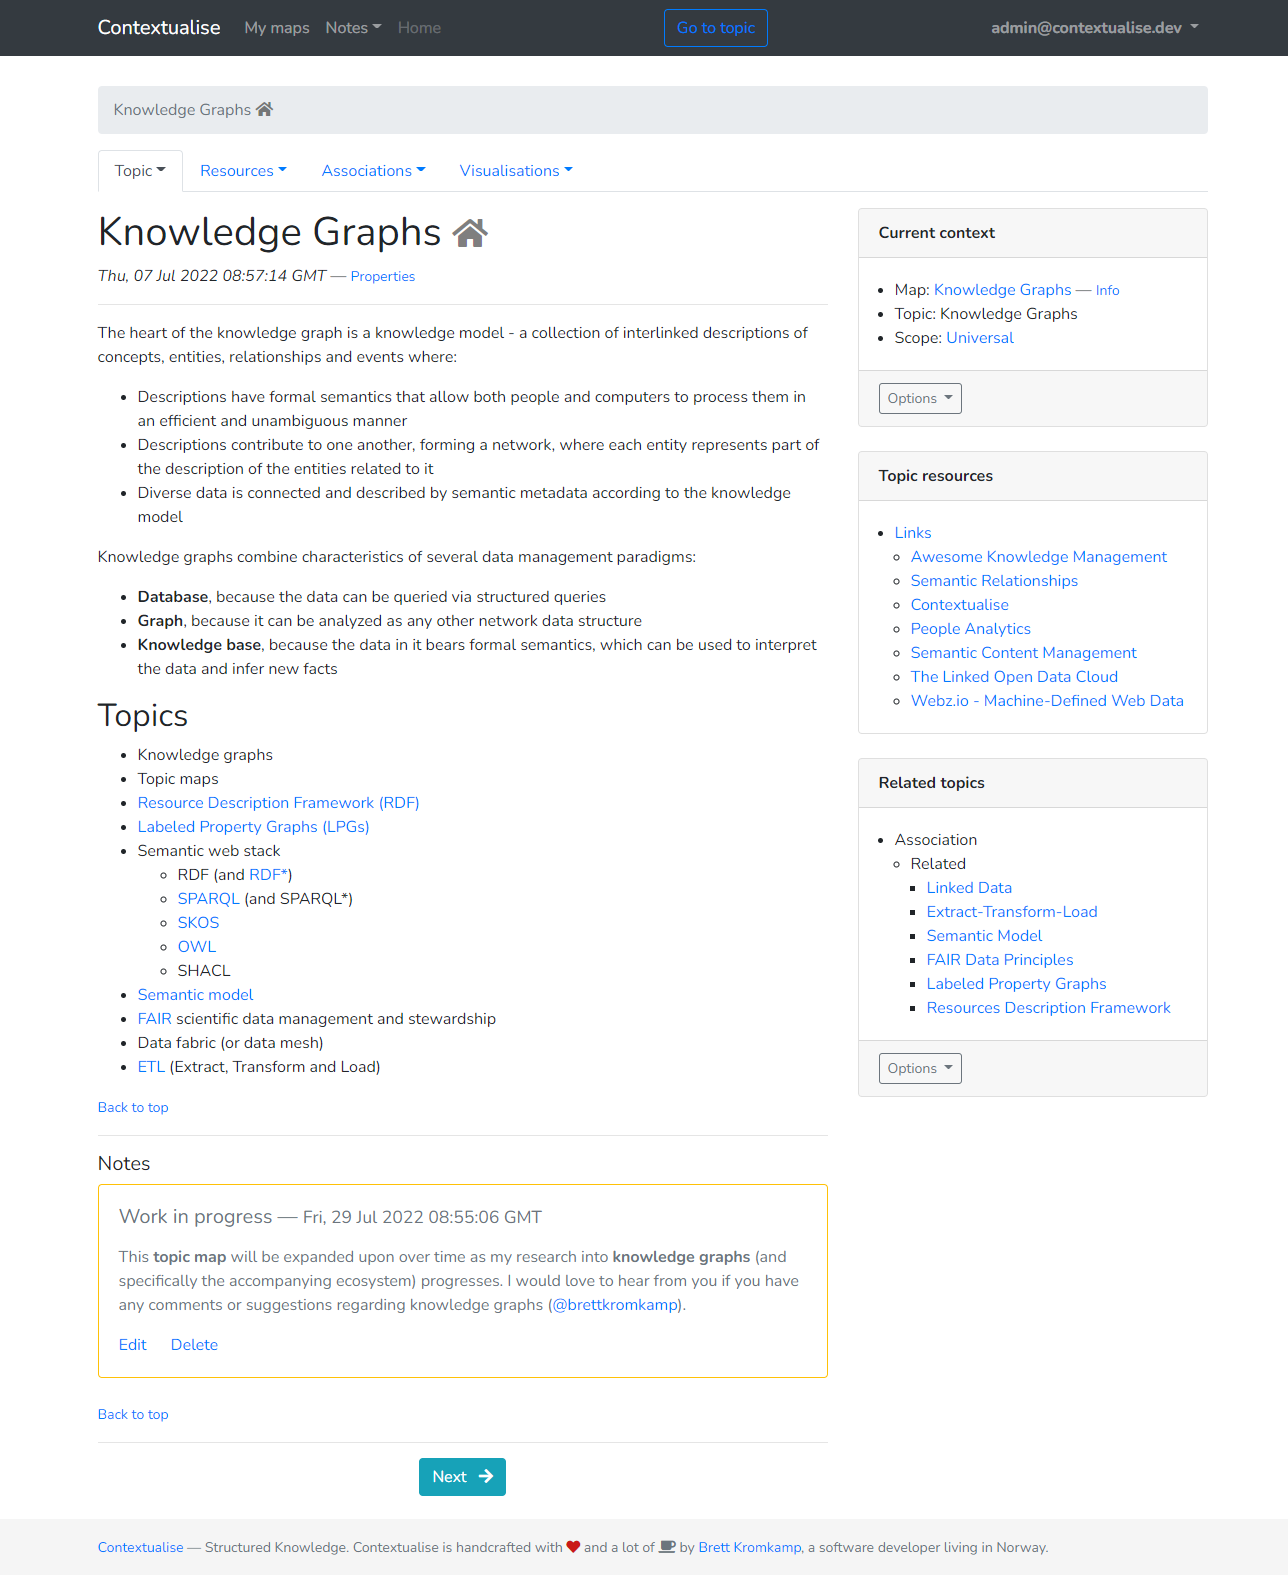 Contextualise My maps Notes Home Go to topic admin@contextualise.dev
Knowledge Graphs
Topic Resources Associations Visualisations
Knowledge Graphs
Thu, 07 Jul 2022 08:57:14 GMT — Properties
The heart of the knowledge graph is a knowledge model - a collection of interlinked descriptions of
concepts, entities, relationships and events where:
• Descriptions have formal semantics that allow both people and computers to process them in
an efficient and unambiguous manner
• Descriptions contribute to one another, forming a network, where each entity represents part of
the description of the entities related to it
• Diverse data is connected and described by semantic metadata according to the knowledge
model
Knowledge graphs combine characteristics of several data management paradigms:
• Database, because the data can be queried via structured queries
• Graph, because it can be analyzed as any other network data structure
• Knowledge base, because the data in it bears formal semantics, which can be used to interpret
the data and infer new facts
Topics
• Knowledge graphs
• Topic maps
• Resource Description Framework (RDF)
• Labeled Property Graphs (LPGs)
• Semantic web stack
◦ RDF (and RDF*)
◦ SPARQL (and SPARQL*)
◦ SKOS
◦ OWL
◦ SHACL
• Semantic model
• FAIR scientific data management and stewardship
• Data fabric (or data mesh)
• ETL (Extract, Transform and Load)
Back to top
Notes
Work in progress — Fri, 29 Jul 2022 08:55:06 GMT
This topic map will be expanded upon over time as my research into knowledge graphs (and
specifically the accompanying ecosystem) progresses. I would love to hear from you if you have
any comments or suggestions regarding knowledge graphs (@brettkromkamp).
Edit Delete
Back to top
Next →
Current context
• Map: Knowledge Graphs — Info
• Topic: Knowledge Graphs
• Scope: Universal
Options
Topic resources
• Links
◦ Awesome Knowledge Management
◦ Semantic Relationships
◦ Contextualise
◦ People Analytics
◦ Semantic Content Management
◦ The Linked Open Data Cloud
◦ Webz.io - Machine-Defined Web Data
Related topics
• Association
◦ Related
▪ Linked Data
▪ Extract-Transform-Load
▪ Semantic Model
▪ FAIR Data Principles
▪ Labeled Property Graphs
▪ Resources Description Framework
Options
Contextualise — Structured Knowledge. Contextualise is handcrafted with ♥ and a lot of ☕ by Brett Kromkamp, a software developer living in Norway.